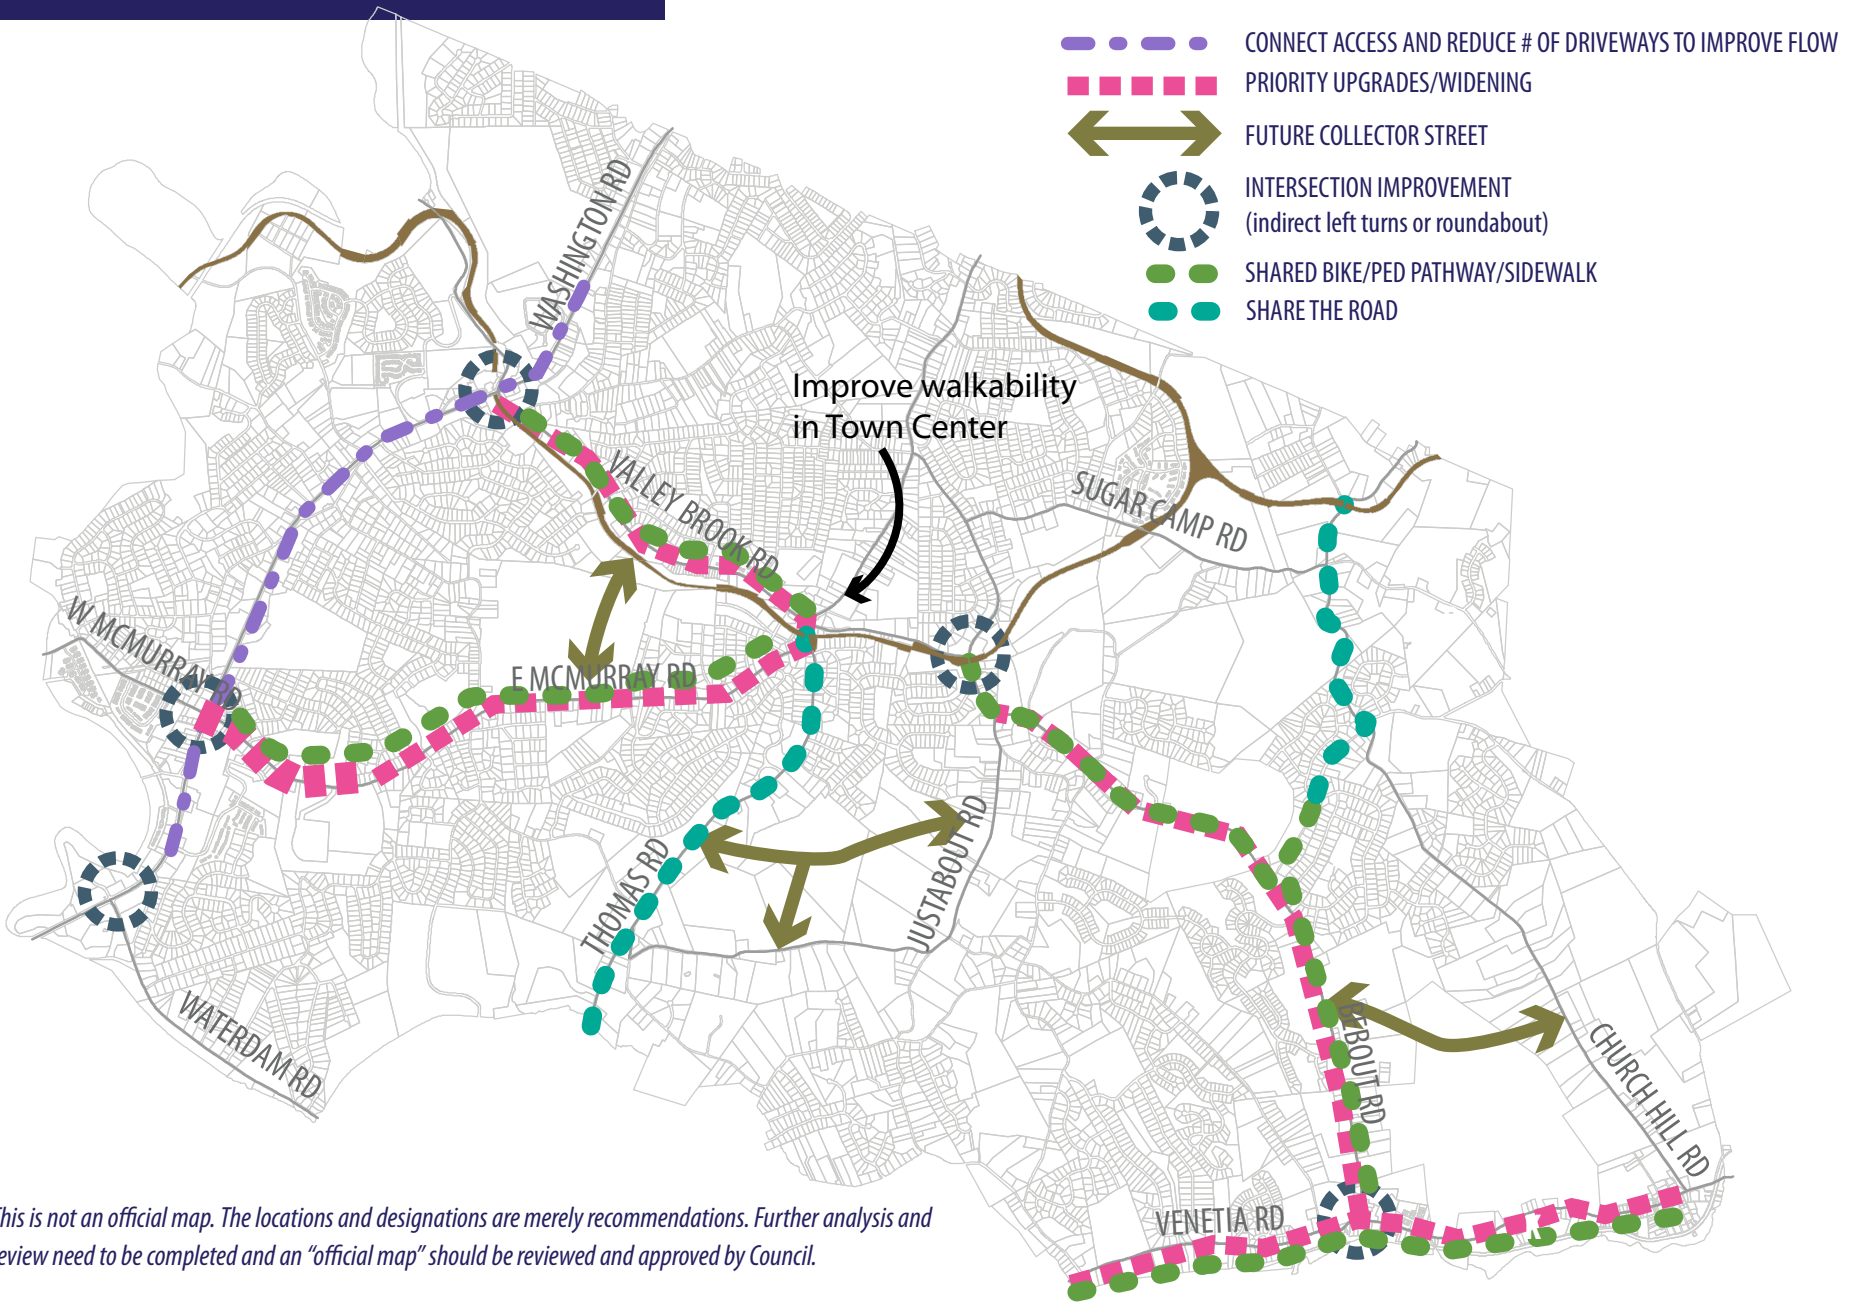 CONNECT ACCESS AND REDUCE # OF DRIVEWAYS TO IMPROVE FLOW
PRIORITY UPGRADES/WIDENING
FUTURE COLLECTOR STREET
INTERSECTION IMPROVEMENT
(indirect left turns or roundabout)
SHARED BIKE/PED PATHWAY/SIDEWALK
SHARE THE ROAD
WASHINGTON RD
Improve walkability
in Town Center
VALLEY BROOK RD
SUGAR CAMP RD
W MCMURRAY RD
E MCMURRAY RD
THOMAS RD
JUSTABOUT RD
WATERDAM RD
BEBOUT RD
CHURCH HILL RD
VENETIA RD
This is not an official map. The locations and designations are merely recommendations. Further analysis and
eview need to be completed and an “official map” should be reviewed and approved by Council.